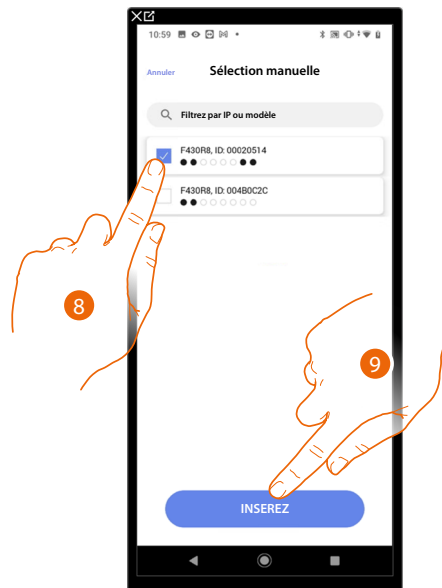 10:59
Annuler Sélection manuelle
Filtrez par IP ou modèle
F430R8, ID: 00020514
F430R8, ID: 004B0C2C
8
9
INSEREZ